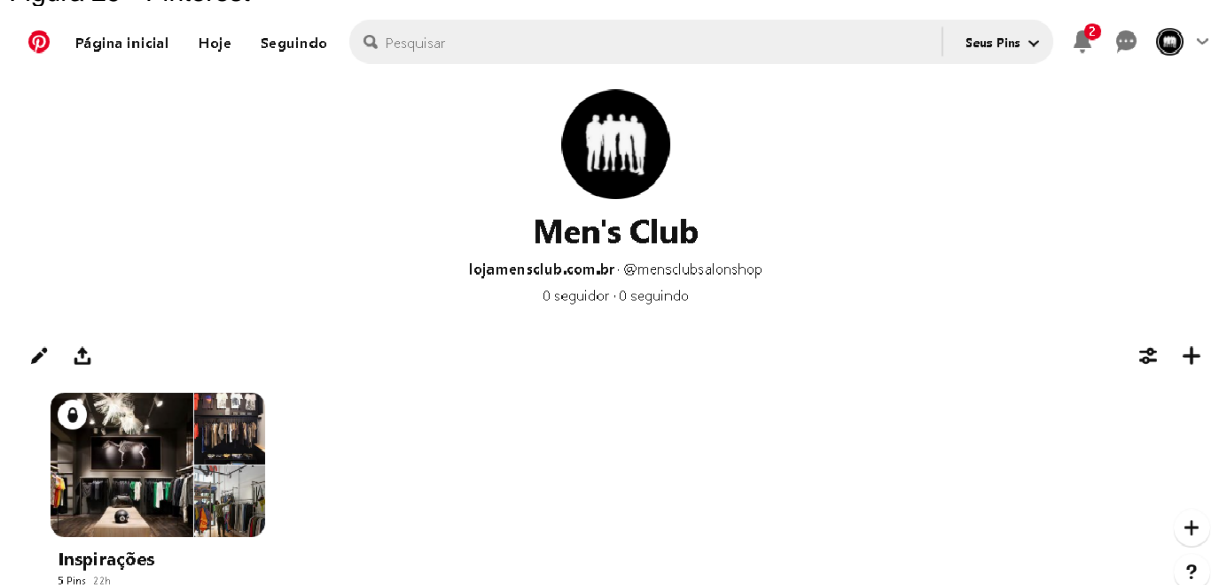 Página inicial Hoje Seguindo Pesquisar Seus Pins 2
Men's Club
lojamensclub.com.br · @mensclubsalonshop
0 seguidor · 0 seguindo
Inspirações
5 Pins 22h
?